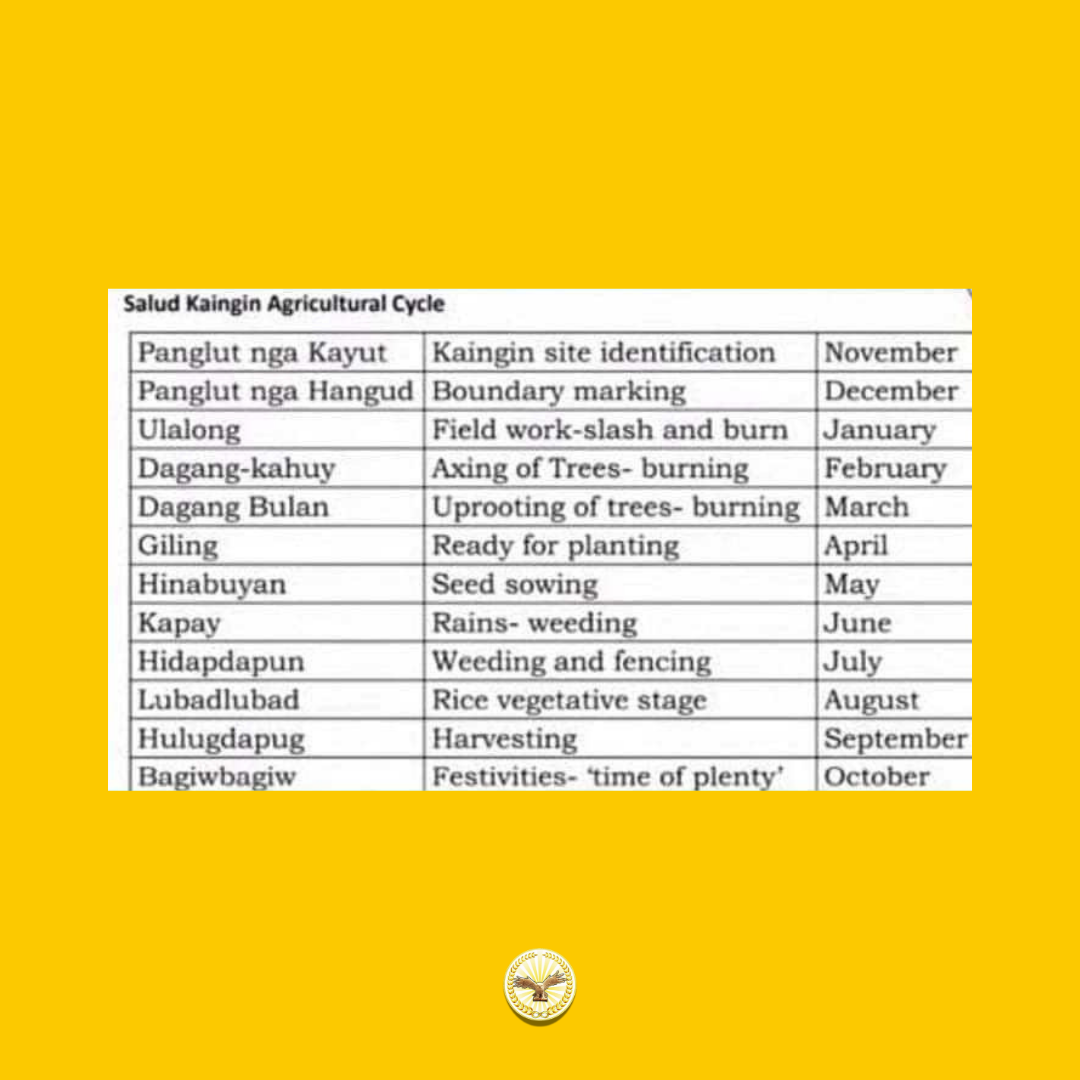 Salud Kaingin Agricultural Cycle
Panglut nga Kayut Kaingin site identification November
Panglut nga Hangud Boundary marking December
Ulalong Field work-slash and burn January
Dagang-kahuy Axing of Trees- burning February
Dagang Bulan Uprooting of trees- burning March
Giling Ready for planting April
Hinabuyan Seed sowing May
Kapay Rains- weeding June
Hidapdapun Weeding and fencing July
Lubadlubad Rice vegetative stage August
Hulugdapug Harvesting September
Bagiwbagiw Festivities- ‘time of plenty’ October